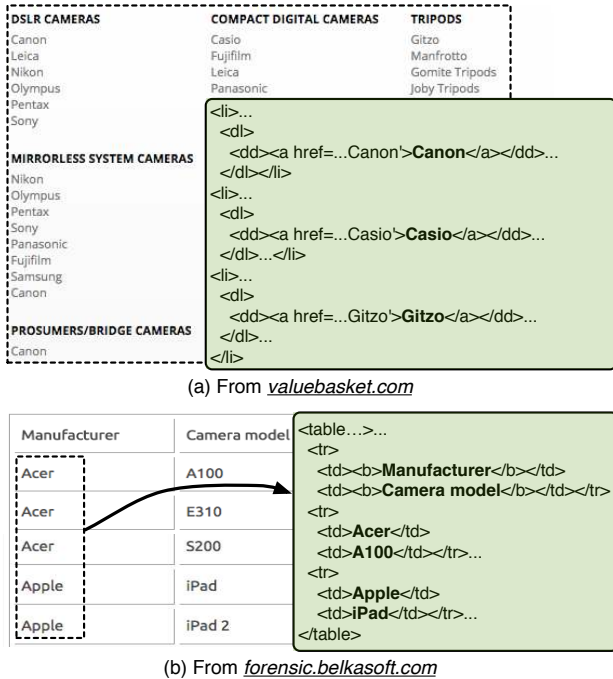 DSLR CAMERAS
Canon
Leica
Nikon
Olympus
Pentax
Sony
COMPACT DIGITAL CAMERAS
Casio
Fujifilm
Leica
Panasonic
TRIPODS
Gitzo
Manfrotto
Gomite Tripods
Joby Tripods
MIRRORLESS SYSTEM CAMERAS
Nikon
Olympus
Pentax
Sony
Panasonic
Fujifilm
Samsung
Canon
PROSUMERS/BRIDGE CAMERAS
Canon
<li>...
<dl>
<dd><a href=...Canon'>Canon</a></dd>...
</dl></li>
<li>...
<dl>
<dd><a href=...Casio'>Casio</a></dd>...
</dl>...</li>
<li>...
<dl>
<dd><a href=...Gitzo'>Gitzo</a></dd>...
</dl>...
</li>
(a) From valuebasket.com
Manufacturer Camera model
Acer A100
Acer E310
Acer S200
Apple iPad
Apple iPad 2
<table...>...
<tr>
<td><b>Manufacturer</b></td>
<td><b>Camera model</b></td></tr>
<tr>
<td>Acer</td>
<td>A100</td></tr>...
<tr>
<td>Apple</td>
<td>iPad</td></tr>...
</table>
(b) From forensic.belkasoft.com